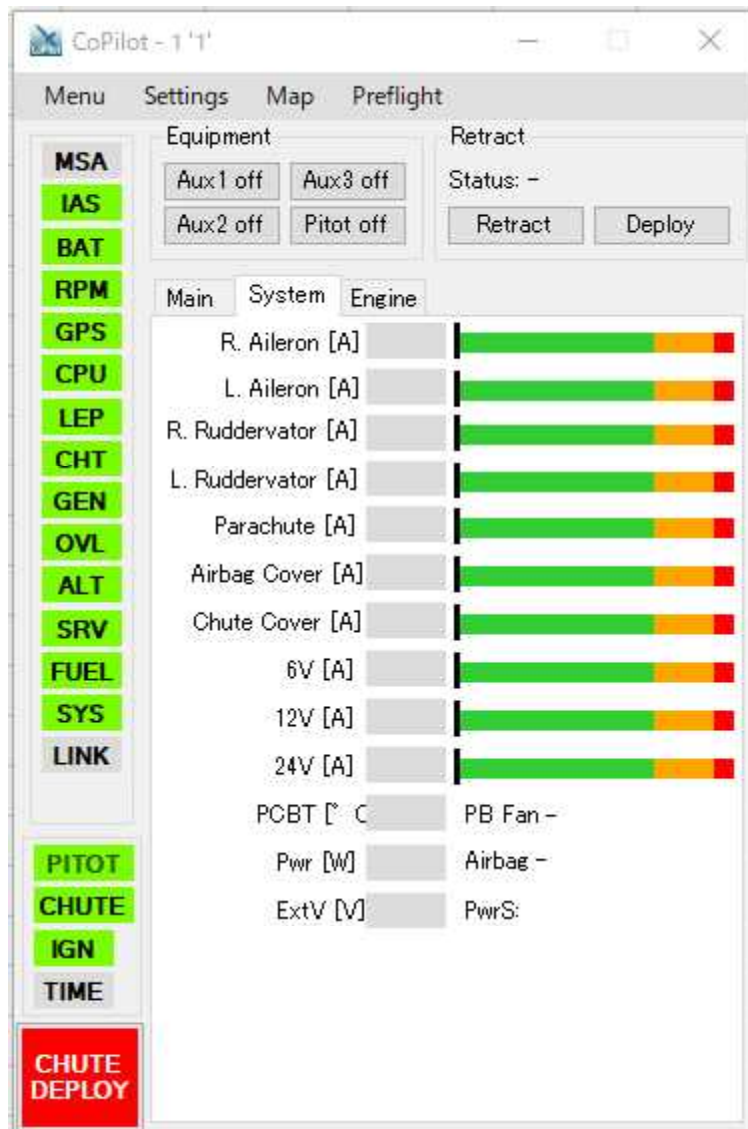 CoPilot - 1 '1'
Menu Settings Map Preflight
MSA
IAS
BAT
RPM
GPS
CPU
LEP
CHT
GEN
OVL
ALT
SRV
FUEL
SYS
LINK
PITOT
CHUTE
IGN
TIME
CHUTE
DEPLOY
Equipment
Aux1 off Aux3 off
Aux2 off Pitot off
Retract
Status: -
Retract Deploy
Main System Engine
R. Aileron [A]
L. Aileron [A]
R. Ruddervator [A]
L. Ruddervator [A]
Parachute [A]
Airbag Cover [A]
Chute Cover [A]
6V [A]
12V [A]
24V [A]
PCBT [° C PB Fan -
Pwr [W] Airbag -
ExtV [V] PwrS: